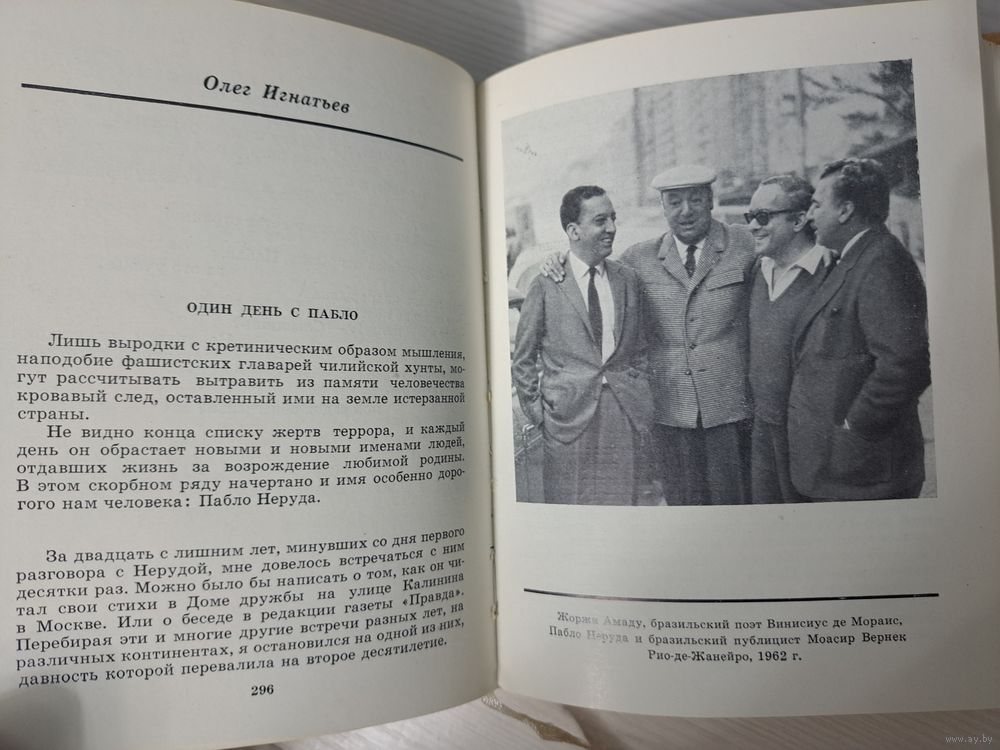 Олег Игнатьев
ОДИН ДЕНЬ С ПАБЛО
Лишь выродки с кретиническим образом мышления,
наподобие фашистских главарей чилийской хунты, мо-
гут рассчитывать вытравить из памяти человечества
кровавый след, оставленный ими на земле истерзанной
страны.
Не видно конца списку жертв террора, и каждый
день он обрастает новыми и новыми именами людей,
отдавших жизнь за возрождение любимой родины.
В этом скорбном ряду начертано и имя особенно доро-
гого нам человека: Пабло Неруда.
За двадцать с лишним лет, минувших со дня первого
разговора с Нерудой, мне довелось встречаться с ним
десятки раз. Можно было бы написать о том, как он чи-
тал свои стихи в Доме дружбы на улице Калинина
в Москве. Или о беседе в редакции газеты «Правда».
Перебирая эти и многие другие встречи разных лет, на
различных континентах, я остановился на одной из них,
давность которой перевалила на второе десятилетие.
296
Жоржи Амаду, бразильский поэт Винисиус де Мораис,
Пабло Неруда и бразильский публицист Моасир Вернек
Рио-де-Жанейро, 1962 г.
www.ay.by